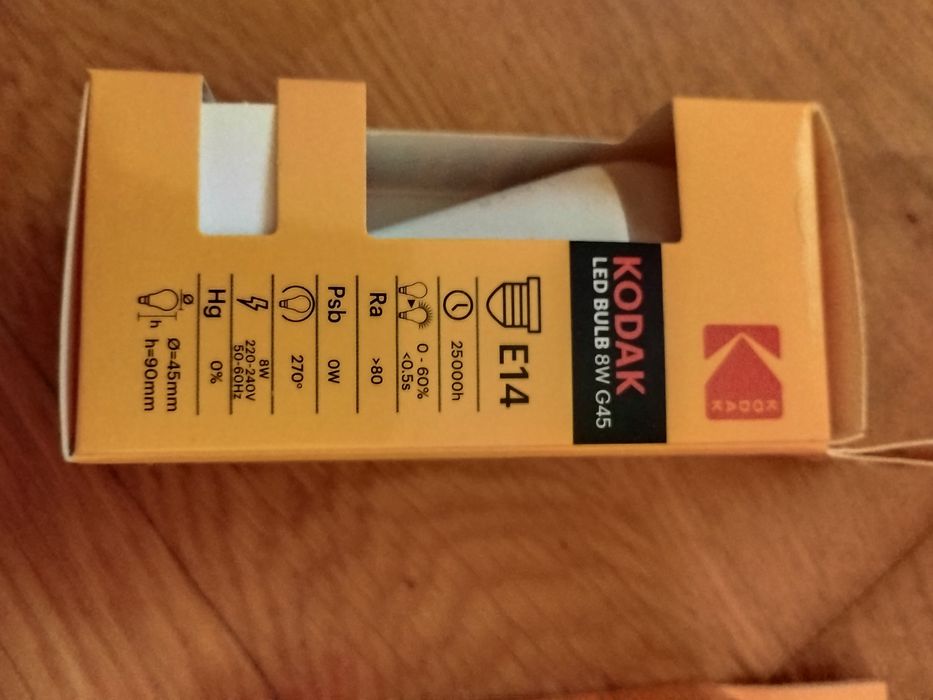 KODAK
KODAK
LED BULB 8W G45
E14
25000h
0 - 60%
<0.5s
Ra >80
Psb 0W
270°
8W
220-240V
50-60Hz
Hg 0%
Ø Ø=45mm
h h=90mm